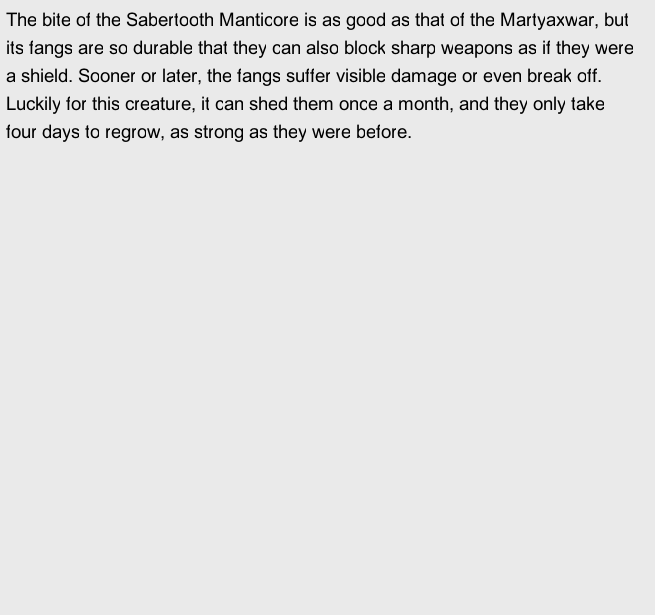 The bite of the Sabertooth Manticore is as good as that of the Martyaxwar, but
its fangs are so durable that they can also block sharp weapons as if they were
a shield. Sooner or later, the fangs suffer visible damage or even break off.
Luckily for this creature, it can shed them once a month, and they only take
four days to regrow, as strong as they were before.